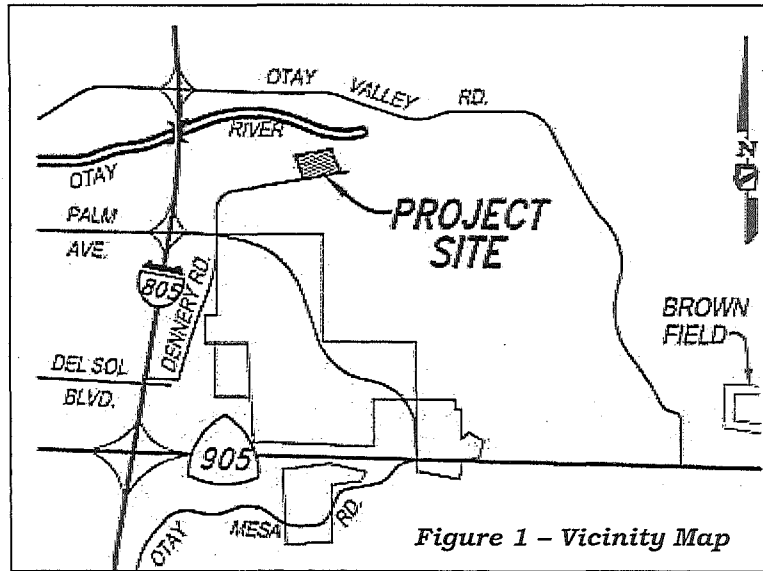 OTAY VALLEY RD.
RIVER
OTAY
PROJECT
SITE
PALM
AVE.
N
805
DENNERY RD.
BROWN
FIELD
DEL SOL
BLVD.
905
OTAY MESA RD.
Figure 1 – Vicinity Map